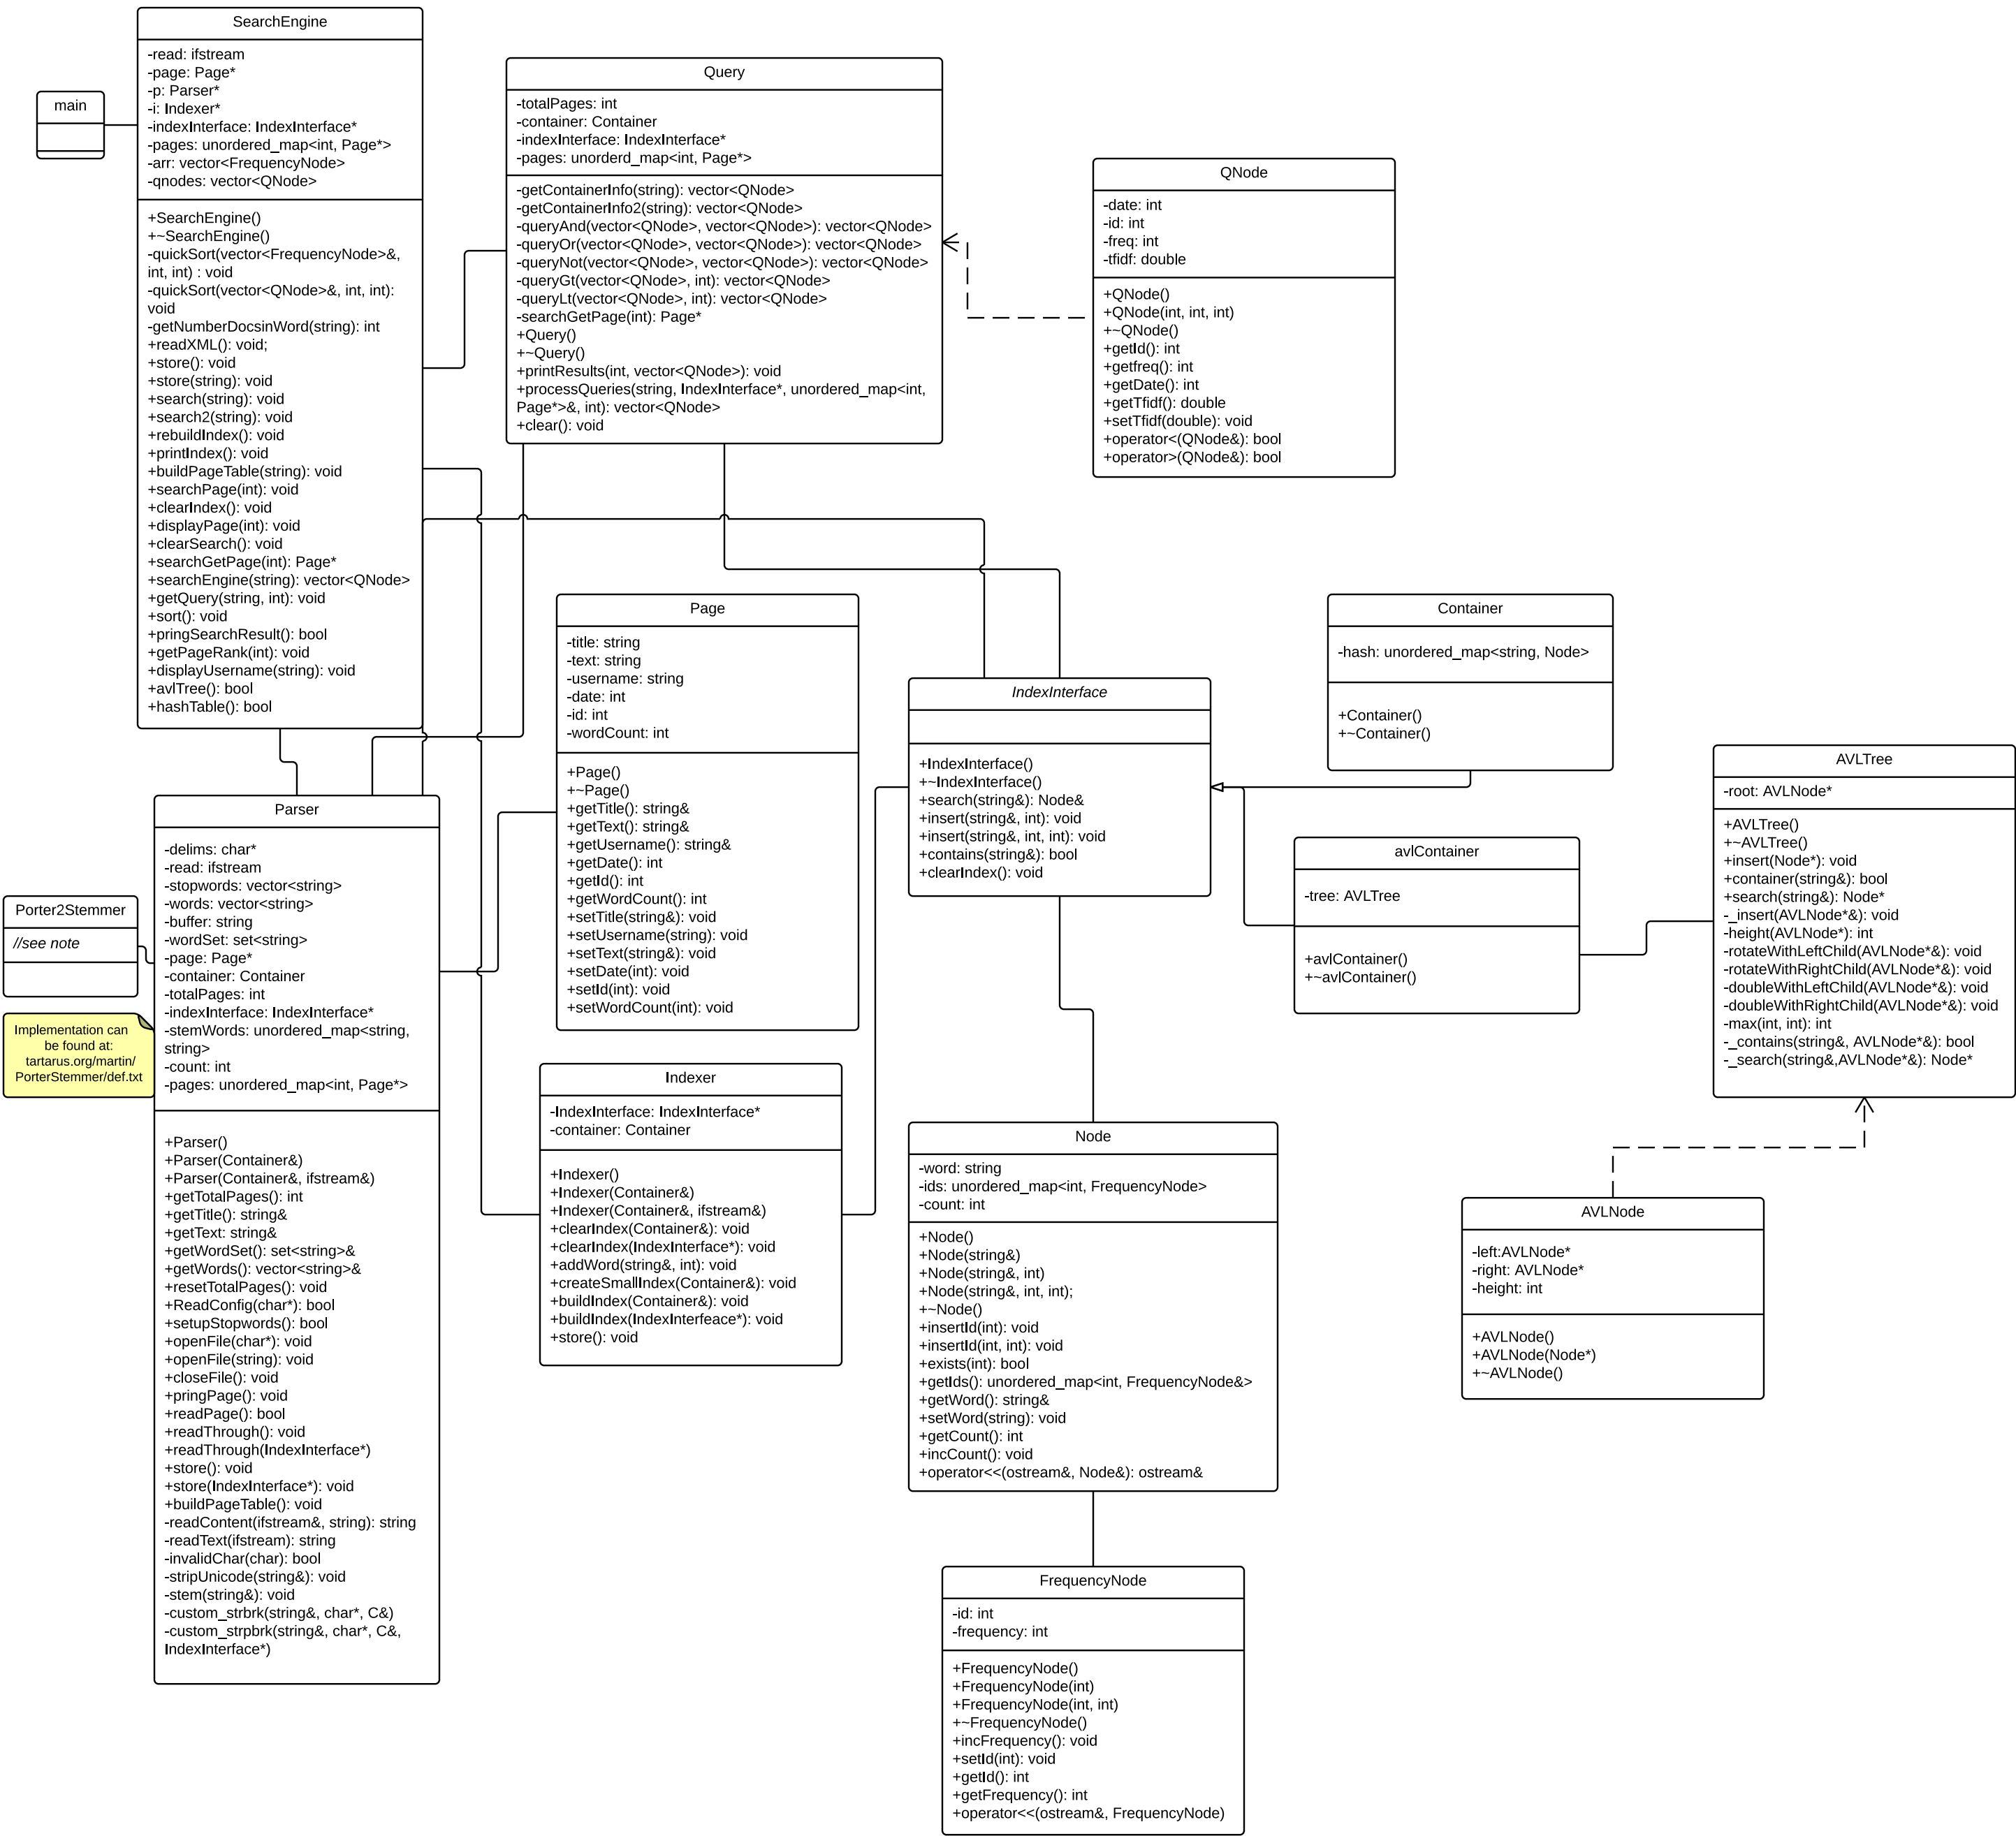 SearchEngine
-read: ifstream
-page: Page*
-p: Parser*
-i: Indexer*
-indexInterface: IndexInterface*
-pages: unordered_map<int, Page*>
-arr: vector<FrequencyNode>
-qnodes: vector<QNode>
+SearchEngine()
+~SearchEngine()
-quickSort(vector<FrequencyNode>&,
int, int) : void
-quickSort(vector<QNode>&, int, int):
void
-getNumberDocsinWord(string): int
+readXML(): void;
+store(): void
+store(string): void
+search(string): void
+search2(string): void
+rebuildIndex(): void
+printIndex(): void
+buildPageTable(string): void
+searchPage(int): void
+clearIndex(): void
+displayPage(int): void
+clearSearch(): void
+searchGetPage(int): Page*
+searchEngine(string): vector<QNode>
+getQuery(string, int): void
+sort(): void
+pringSearchResult(): bool
+getPageRank(int): void
+displayUsername(string): void
+avlTree(): bool
+hashTable(): bool
main
Query
-totalPages: int
-container: Container
-indexInterface: IndexInterface*
-pages: unorderd_map<int, Page*>
-getContainerInfo(string): vector<QNode>
-getContainerInfo2(string): vector<QNode>
-queryAnd(vector<QNode>, vector<QNode>): vector<QNode>
-queryOr(vector<QNode>, vector<QNode>): vector<QNode>
-queryNot(vector<QNode>, vector<QNode>): vector<QNode>
-queryGt(vector<QNode>, int): vector<QNode>
-queryLt(vector<QNode>, int): vector<QNode>
-searchGetPage(int): Page*
+Query()
+~Query()
+printResults(int, vector<QNode>): void
+processQueries(string, IndexInterface*, unordered_map<int,
Page*>&, int): vector<QNode>
+clear(): void
QNode
-date: int
-id: int
-freq: int
-tfidf: double
+QNode()
+QNode(int, int, int)
+~QNode()
+getId(): int
+getfreq(): int
+getDate(): int
+getTfidf(): double
+setTfidf(double): void
+operator<(QNode&): bool
+operator>(QNode&): bool
Page
-title: string
-text: string
-username: string
-date: int
-id: int
-wordCount: int
+Page()
+~Page()
+getTitle(): string&
+getText(): string&
+getUsername(): string&
+getDate(): int
+getId(): int
+getWordCount(): int
+setTitle(string&): void
+setUsername(string): void
+setText(string&): void
+setDate(int): void
+setId(int): void
+setWordCount(int): void
IndexInterface
+IndexInterface()
+~IndexInterface()
+search(string&): Node&
+insert(string&, int): void
+insert(string&, int, int): void
+contains(string&): bool
+clearIndex(): void
Container
-hash: unordered_map<string, Node>
+Container()
+~Container()
avlContainer
-tree: AVLTree
+avlContainer()
+~avlContainer()
AVLTree
-root: AVLNode*
+AVLTree()
+~AVLTree()
+insert(Node*): void
+container(string&): bool
+search(string&): Node*
-_insert(AVLNode*&): void
-height(AVLNode*): int
-rotateWithLeftChild(AVLNode*&): void
-rotateWithRightChild(AVLNode*&): void
-doubleWithLeftChild(AVLNode*&): void
-doubleWithRightChild(AVLNode*&): void
-max(int, int): int
-_contains(string&, AVLNode*&): bool
-_search(string&,AVLNode*&): Node*
Parser
-delims: char*
-read: ifstream
-stopwords: vector<string>
-words: vector<string>
-buffer: string
-wordSet: set<string>
-page: Page*
-container: Container
-totalPages: int
-indexInterface: IndexInterface*
-stemWords: unordered_map<string,
string>
-count: int
-pages: unordered_map<int, Page*>
+Parser()
+Parser(Container&)
+Parser(Container&, ifstream&)
+getTotalPages(): int
+getTitle(): string&
+getText: string&
+getWordSet(): set<string>&
+getWords(): vector<string>&
+resetTotalPages(): void
+ReadConfig(char*): bool
+setupStopwords(): bool
+openFile(char*): void
+openFile(string): void
+closeFile(): void
+pringPage(): void
+readPage(): bool
+readThrough(): void
+readThrough(IndexInterface*)
+store(): void
+store(IndexInterface*): void
+buildPageTable(): void
-readContent(ifstream&, string): string
-readText(ifstream): string
-invalidChar(char): bool
-stripUnicode(string&): void
-stem(string&): void
-custom_strbrk(string&, char*, C&)
-custom_strpbrk(string&, char*, C&,
IndexInterface*)
Porter2Stemmer
//see note
Implementation can
be found at:
tartarus.org/martin/
PorterStemmer/def.txt
Indexer
-IndexInterface: IndexInterface*
-container: Container
+Indexer()
+Indexer(Container&)
+Indexer(Container&, ifstream&)
+clearIndex(Container&): void
+clearIndex(IndexInterface*): void
+addWord(string&, int): void
+createSmallIndex(Container&): void
+buildIndex(Container&): void
+buildIndex(IndexInterfeace*): void
+store(): void
Node
-word: string
-ids: unordered_map<int, FrequencyNode>
-count: int
+Node()
+Node(string&)
+Node(string&, int)
+Node(string&, int, int);
+~Node()
+insertId(int): void
+insertId(int, int): void
+exists(int): bool
+getIds(): unordered_map<int, FrequencyNode&>
+getWord(): string&
+setWord(string): void
+getCount(): int
+incCount(): void
+operator<<(ostream&, Node&): ostream&
AVLNode
-left:AVLNode*
-right: AVLNode*
-height: int
+AVLNode()
+AVLNode(Node*)
+~AVLNode()
FrequencyNode
-id: int
-frequency: int
+FrequencyNode()
+FrequencyNode(int)
+FrequencyNode(int, int)
+~FrequencyNode()
+incFrequency(): void
+setId(int): void
+getId(): int
+getFrequency(): int
+operator<<(ostream&, FrequencyNode)